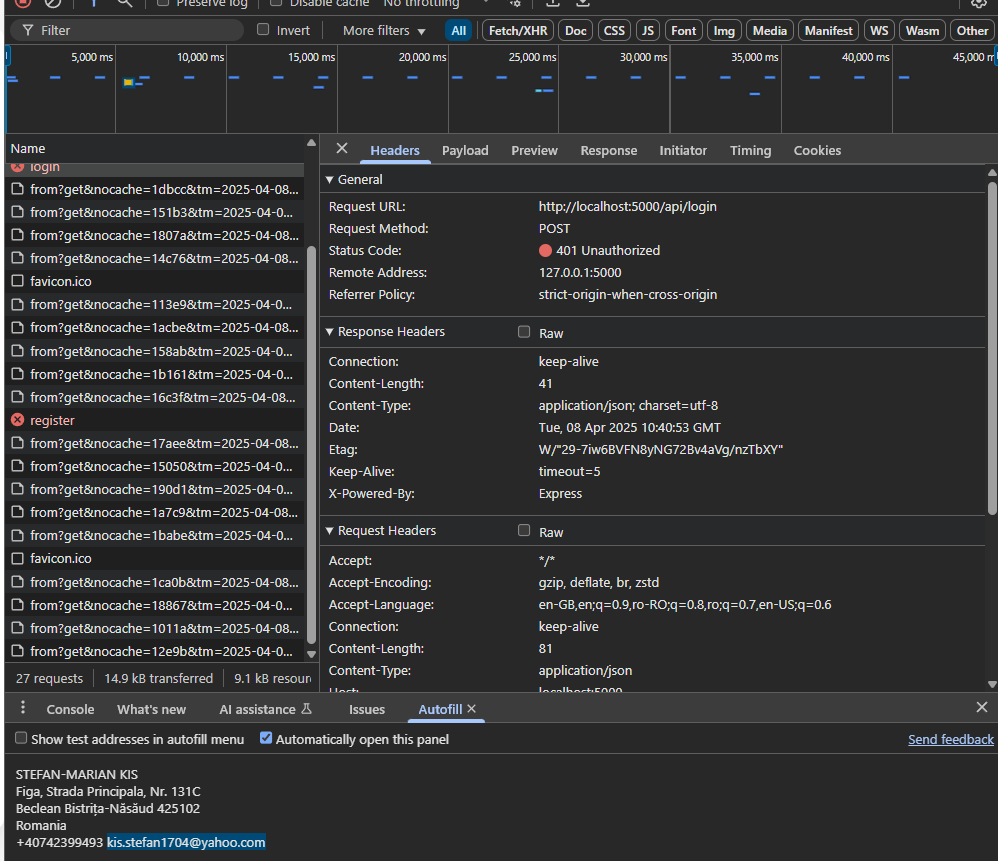 Preserve log Disable cache No throttling
Filter Invert More filters All Fetch/XHR Doc CSS JS Font Img Media Manifest WS Wasm Other
5,000 ms 10,000 ms 15,000 ms 20,000 ms 25,000 ms 30,000 ms 35,000 ms 40,000 ms 45,000 m
Name
login
from?get&nocache=1dbcc&tm=2025-04-08...
from?get&nocache=151b3&tm=2025-04-0...
from?get&nocache=1807a&tm=2025-04-08...
from?get&nocache=14c76&tm=2025-04-08...
favicon.ico
from?get&nocache=113e9&tm=2025-04-0...
from?get&nocache=1acbe&tm=2025-04-08...
from?get&nocache=158ab&tm=2025-04-0...
from?get&nocache=1b161&tm=2025-04-0...
from?get&nocache=16c3f&tm=2025-04-08...
register
from?get&nocache=17aee&tm=2025-04-08...
from?get&nocache=15050&tm=2025-04-0...
from?get&nocache=190d1&tm=2025-04-0...
from?get&nocache=1a7c9&tm=2025-04-08...
from?get&nocache=1babe&tm=2025-04-0...
favicon.ico
from?get&nocache=1ca0b&tm=2025-04-08...
from?get&nocache=18867&tm=2025-04-0...
from?get&nocache=1011a&tm=2025-04-08...
from?get&nocache=12e9b&tm=2025-04-0...
27 requests 14.9 kB transferred 9.1 kB resour
Headers Payload Preview Response Initiator Timing Cookies
General
Request URL: http://localhost:5000/api/login
Request Method: POST
Status Code: 401 Unauthorized
Remote Address: 127.0.0.1:5000
Referrer Policy: strict-origin-when-cross-origin
Response Headers Raw
Connection: keep-alive
Content-Length: 41
Content-Type: application/json; charset=utf-8
Date: Tue, 08 Apr 2025 10:40:53 GMT
Etag: W/"29-7iw6BVFN8yNG72Bv4aVg/nzTbXY"
Keep-Alive: timeout=5
X-Powered-By: Express
Request Headers Raw
Accept: */*
Accept-Encoding: gzip, deflate, br, zstd
Accept-Language: en-GB,en;q=0.9,ro-RO;q=0.8,ro;q=0.7,en-US;q=0.6
Connection: keep-alive
Content-Length: 81
Content-Type: application/json
Host: localhost:5000
Console What's new AI assistance Issues Autofill
Show test addresses in autofill menu Automatically open this panel Send feedback
STEFAN-MARIAN KIS
Figa, Strada Principala, Nr. 131C
Beclean Bistrița-Năsăud 425102
Romania
+40742399493 kis.stefan1704@yahoo.com